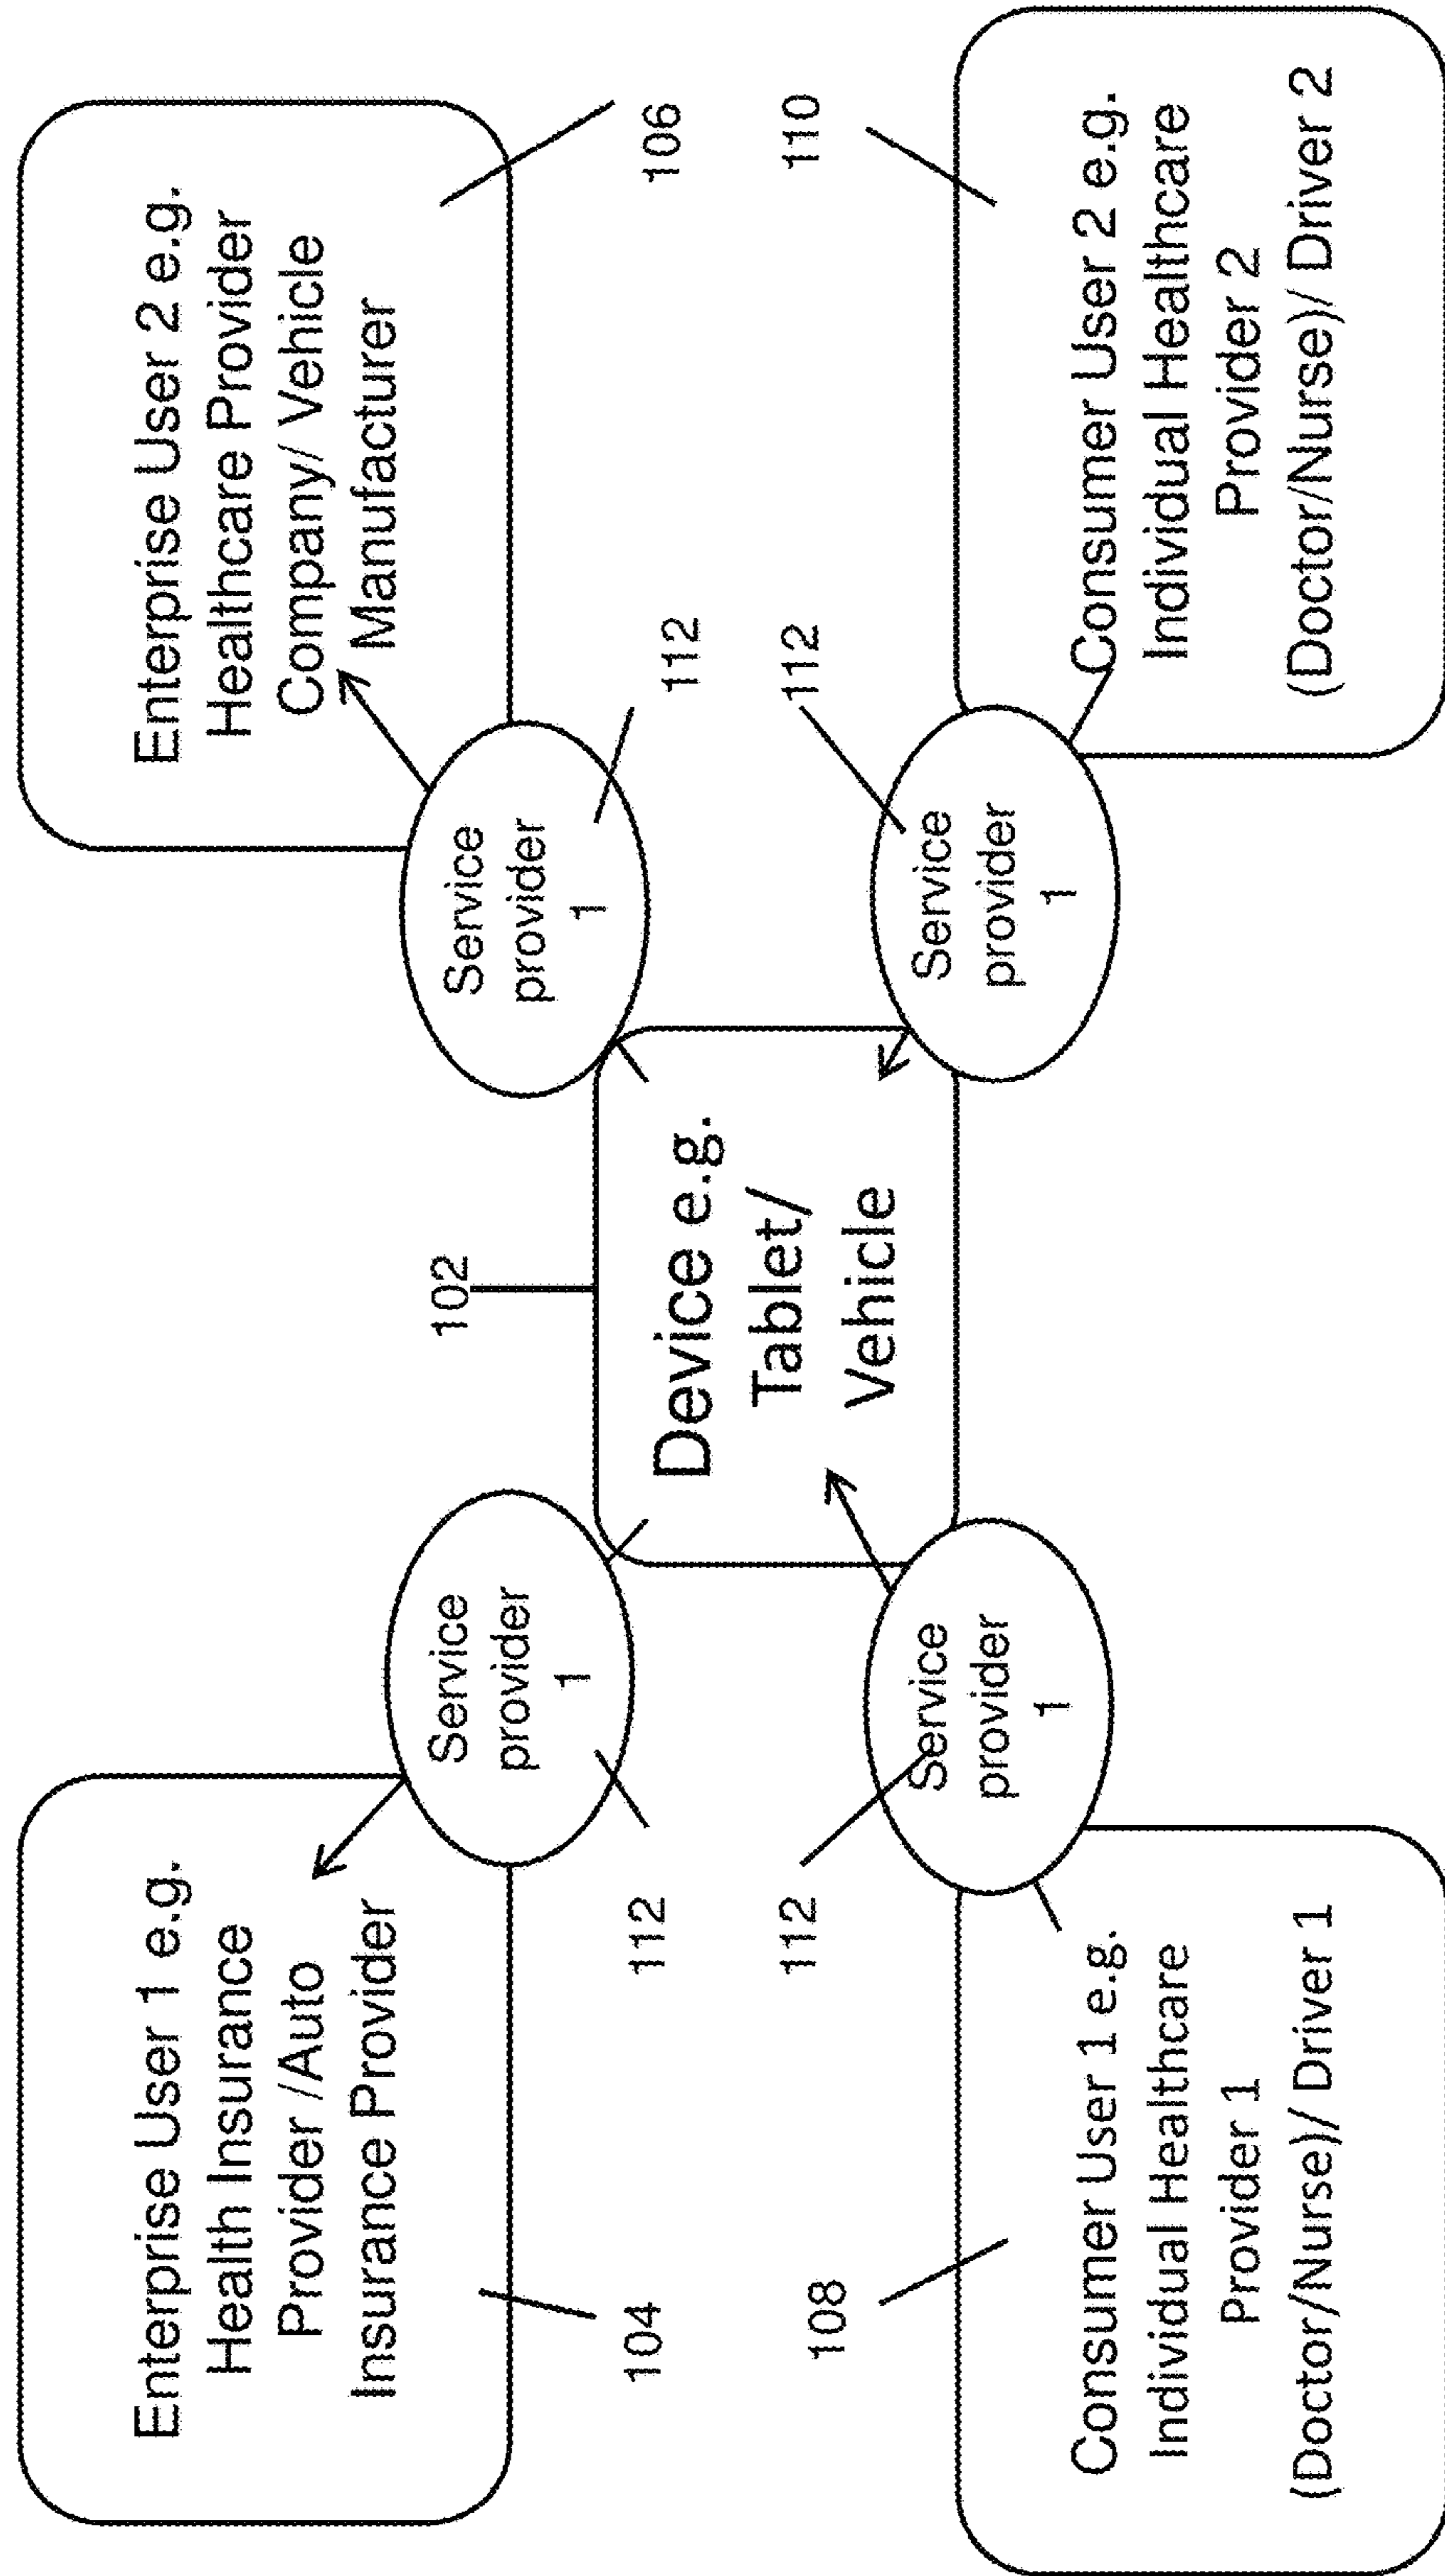 Enterprise User 1 e.g.
Health Insurance
Provider /Auto
Insurance Provider
104
Service
provider
1
112
102
Device e.g.
Tablet/
Vehicle
Service
provider
1
112
Enterprise User 2 e.g.
Healthcare Provider
Company/ Vehicle
Manufacturer
106
108
Consumer User 1 e.g.
Individual Healthcare
Provider 1
(Doctor/Nurse)/ Driver 1
112
Service
provider
1
112
Service
provider
1
110
Consumer User 2 e.g.
Individual Healthcare
Provider 2
(Doctor/Nurse)/ Driver 2